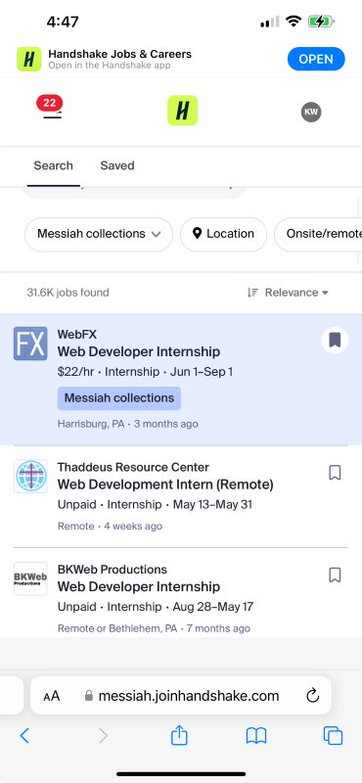 4:47
Handshake Jobs & Careers
Open in the Handshake app
OPEN
22
KW
Search
Saved
Messiah collections
Location
Onsite/remote
31.6K jobs found
Relevance
FX
WebFX
Web Developer Internship
$22/hr · Internship · Jun 1–Sep 1
Messiah collections
Harrisburg, PA · 3 months ago
Thaddeus Resource Center
Web Development Intern (Remote)
Unpaid · Internship · May 13–May 31
Remote · 4 weeks ago
BKWeb
Productions
BKWeb Productions
Web Developer Internship
Unpaid · Internship · Aug 28–May 17
Remote or Bethlehem, PA · 7 months ago
AA
messiah.joinhandshake.com